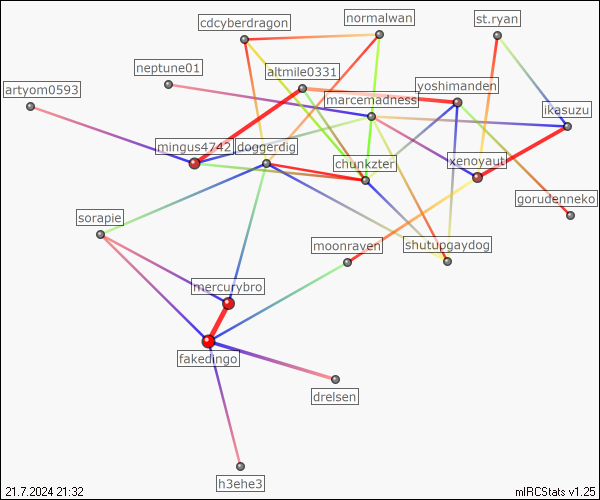 normalwan
cdcyberdragon
st.ryan
neptune01
altmile0331
artyom0593
yoshimanden
marcemadness
ikasuzu
mingus4742
doggerdig
chunkzter
xenoyaut
gorudenneko
sorapie
moonraven
shutupgaydog
mercurybro
fakedingo
drelsen
h3ehe3
21.7.2024 21:32
mIRCStats v1.25